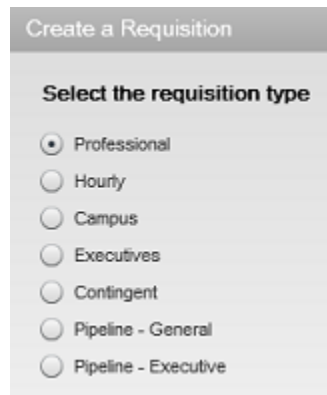 Create a Requisition
Select the requisition type
Professional
Hourly
Campus
Executives
Contingent
Pipeline - General
Pipeline - Executive